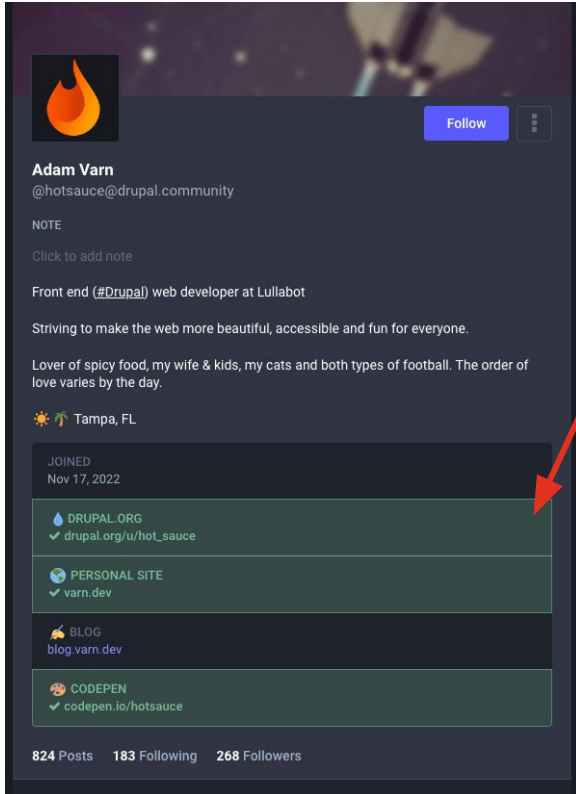 Follow
Adam Varn
@hotsauce@drupal.community
NOTE
Click to add note
Front end (#Drupal) web developer at Lullabot
Striving to make the web more beautiful, accessible and fun for everyone.
Lover of spicy food, my wife & kids, my cats and both types of football. The order of
love varies by the day.
☀️ 🌴 Tampa, FL
JOINED
Nov 17, 2022
💧 DRUPAL.ORG
✔ drupal.org/u/hot_sauce
🌎 PERSONAL SITE
✔ varn.dev
✍️ BLOG
blog.varn.dev
🎨 CODEPEN
✔ codepen.io/hotsauce
824 Posts 183 Following 268 Followers